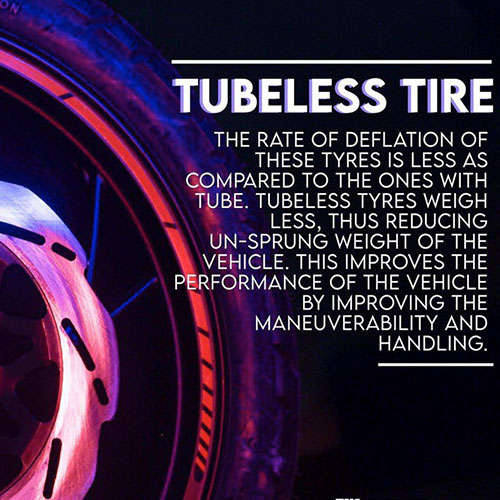 TUBELESS TIRE
THE RATE OF DEFLATION OF
THESE TYRES IS LESS AS
COMPARED TO THE ONES WITH
TUBE. TUBELESS TYRES WEIGH
LESS, THUS REDUCING
UN-SPRUNG WEIGHT OF THE
VEHICLE. THIS IMPROVES THE
PERFORMANCE OF THE VEHICLE
BY IMPROVING THE
MANEUVERABILITY AND
HANDLING.